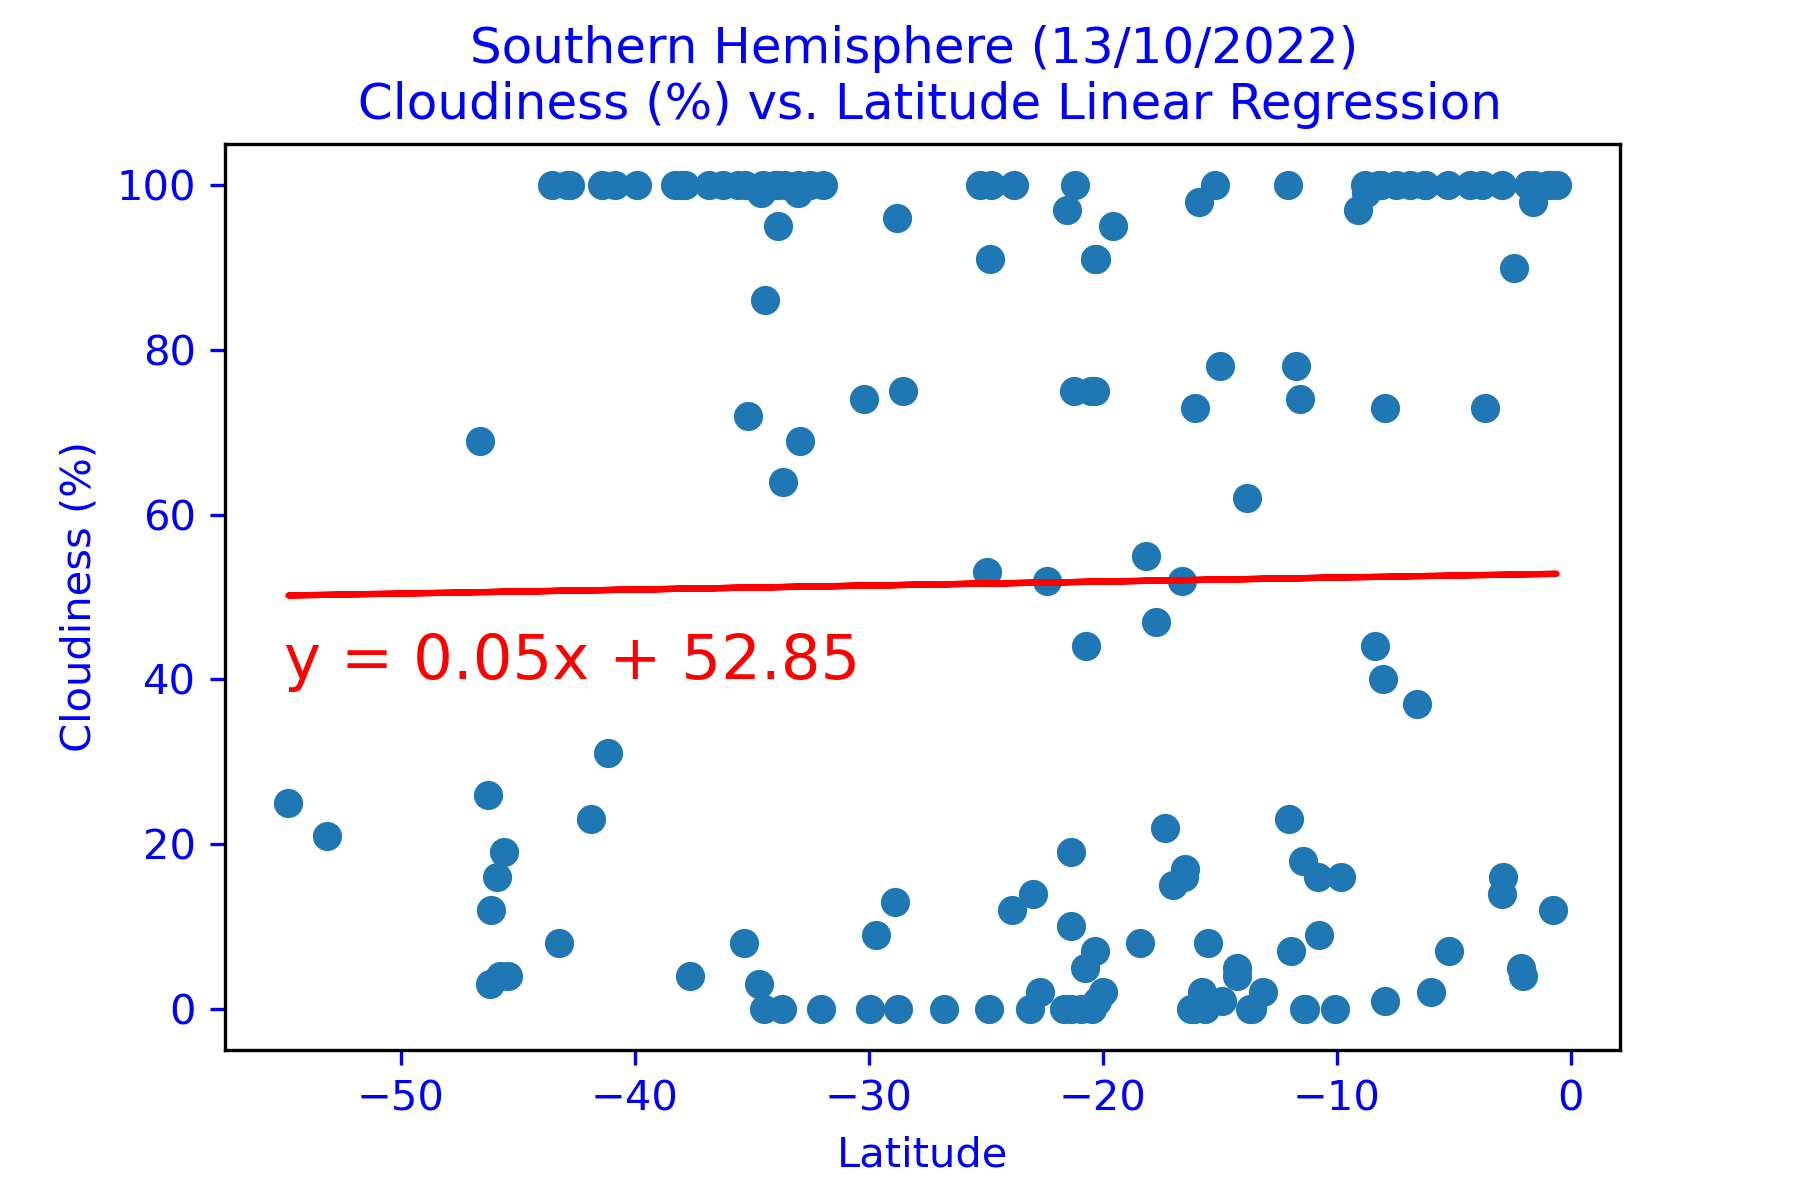 Southern Hemisphere (13/10/2022)
Cloudiness (%) vs. Latitude Linear Regression
100
80
60
40
20
0
Cloudiness (%)
y = 0.05x + 52.85
−50 −40 −30 −20 −10 0
Latitude